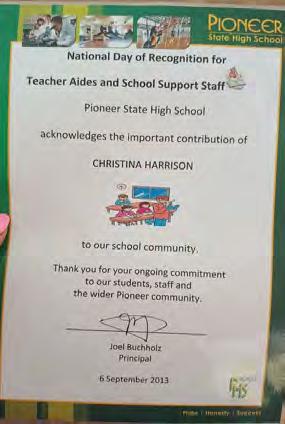 PIONEER
State High School
National Day of Recognition for
Teacher Aides and School Support Staff
Pioneer State High School
acknowledges the important contribution of
CHRISTINA HARRISON
to our school community.
Thank you for your ongoing commitment
to our students, staff and
the wider Pioneer community.
Joel Buchholz
Principal
6 September 2013
PHS
Pride | Honesty | Success